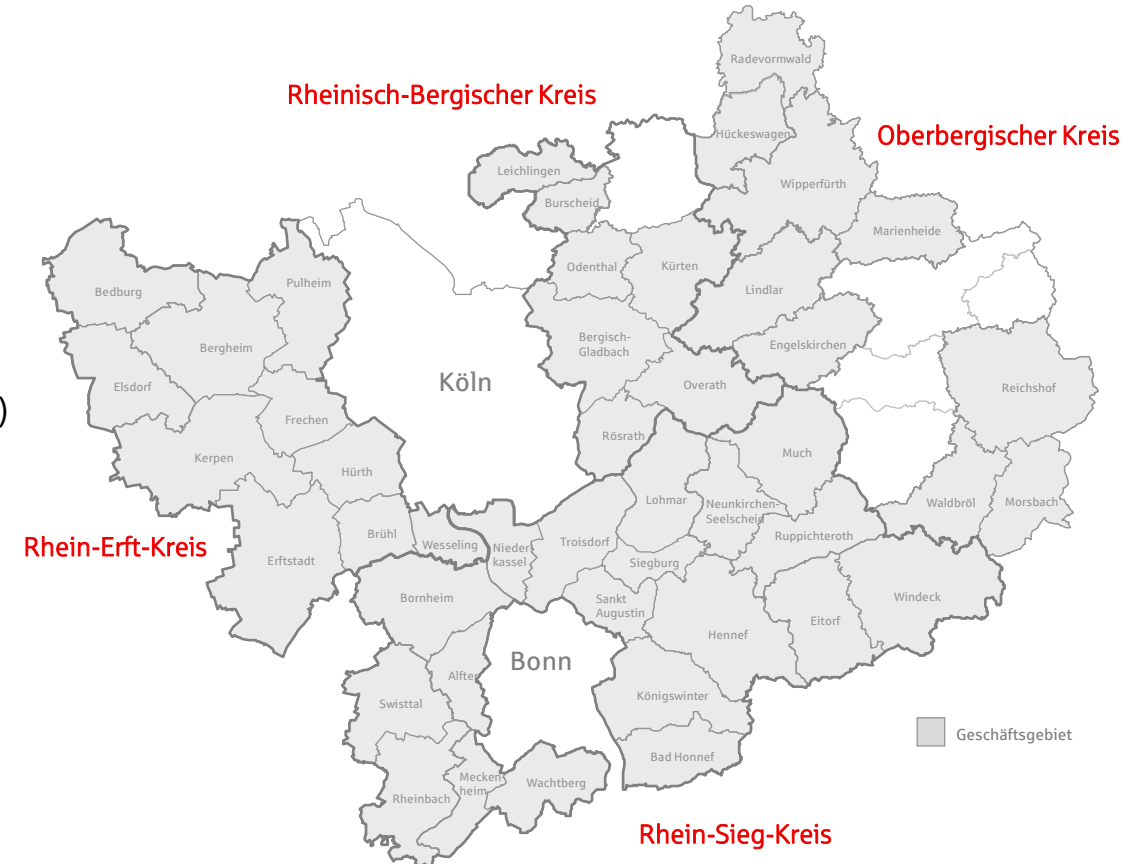 Radevormwald
Rheinisch-Bergischer Kreis
Hückeswagen
Oberbergischer Kreis
Leichlingen
Wipperfürth
Burscheid
Marienheide
Odenthal
Kürten
Pulheim
Bedburg
Lindlar
Bergisch-
Gladbach
Engelskirchen
Bergheim
Köln
Elsdorf
Overath
Reichshof
)
Frechen
Rösrath
Much
Kerpen
Hürth
Lohmar
Neunkirchen-
Seelscheid
Waldbröl
Morsbach
Brühl
Ruppichteroth
Rhein-Erft-Kreis
Wesseling
Nieder-
kassel
Troisdorf
Erftstadt
Siegburg
Bornheim
Sankt
Augustin
Windeck
Eitorf
Hennef
Bonn
Alfter
Königswinter
Swisttal
Geschäftsgebiet
Bad Honnef
Mecken-
heim
Wachtberg
Rheinbach
Rhein-Sieg-Kreis